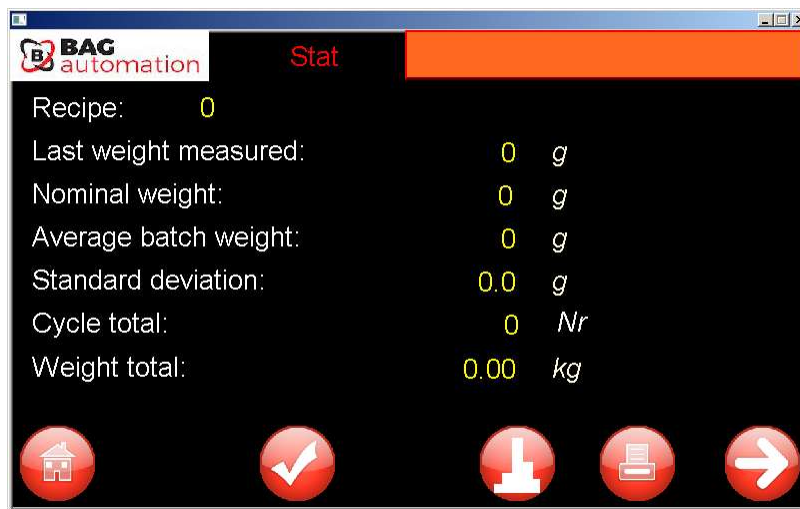 BAG
automation
Stat
Recipe: 0
Last weight measured: 0 g
Nominal weight: 0 g
Average batch weight: 0 g
Standard deviation: 0.0 g
Cycle total: 0 Nr
Weight total: 0.00 kg